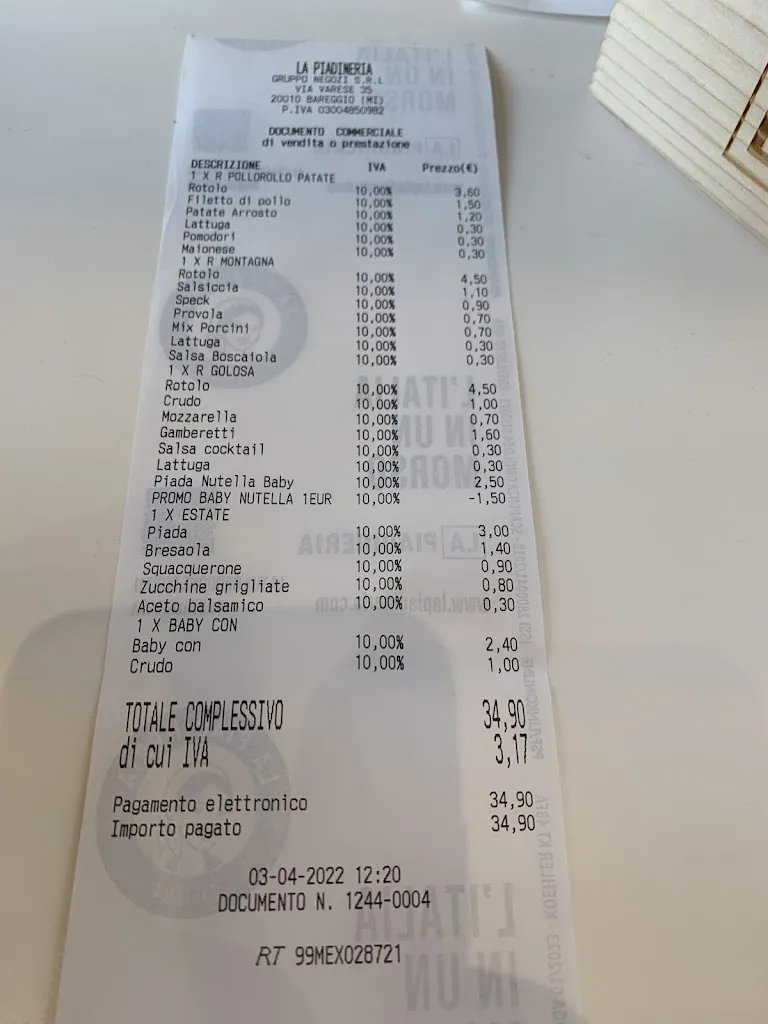 LA PIADINERIA
GRUPPO NEGOZI S.R.L
VIA VARESE 35
20010 BAREGGIO (MI)
P.IVA 03004850982
DOCUMENTO COMMERCIALE
di vendita o prestazione
DESCRIZIONE IVA Prezzo(€)
1 X R POLLOROLLO PATATE
Rotolo 10,00% 3,60
Filetto di pollo 10,00% 1,50
Patate Arrosto 10,00% 1,20
Lattuga 10,00% 0,30
Pomodori 10,00% 0,30
Maionese 10,00% 0,30
1 X R MONTAGNA
Rotolo 10,00% 4,50
Salsiccia 10,00% 1,10
Speck 10,00% 0,90
Provola 10,00% 0,70
Mix Porcini 10,00% 0,70
Lattuga 10,00% 0,30
Salsa Boscaiola 10,00% 0,30
1 X R GOLOSA
Rotolo 10,00% 4,50
Crudo 10,00% 1,00
Mozzarella 10,00% 0,70
Gamberetti 10,00% 1,60
Salsa cocktail 10,00% 0,30
Lattuga 10,00% 0,30
Piada Nutella Baby 10,00% 2,50
PROMO BABY NUTELLA 1EUR 10,00% -1,50
1 X ESTATE
Piada 10,00% 3,00
Bresaola 10,00% 1,40
Squacquerone 10,00% 0,90
Zucchine grigliate 10,00% 0,80
Aceto balsamico 10,00% 0,30
1 X BABY CON
Baby con 10,00% 2,40
Crudo 10,00% 1,00
TOTALE COMPLESSIVO 34,90
di cui IVA 3,17
Pagamento elettronico 34,90
Importo pagato 34,90
03-04-2022 12:20
DOCUMENTO N. 1244-0004
RT 99MEX028721